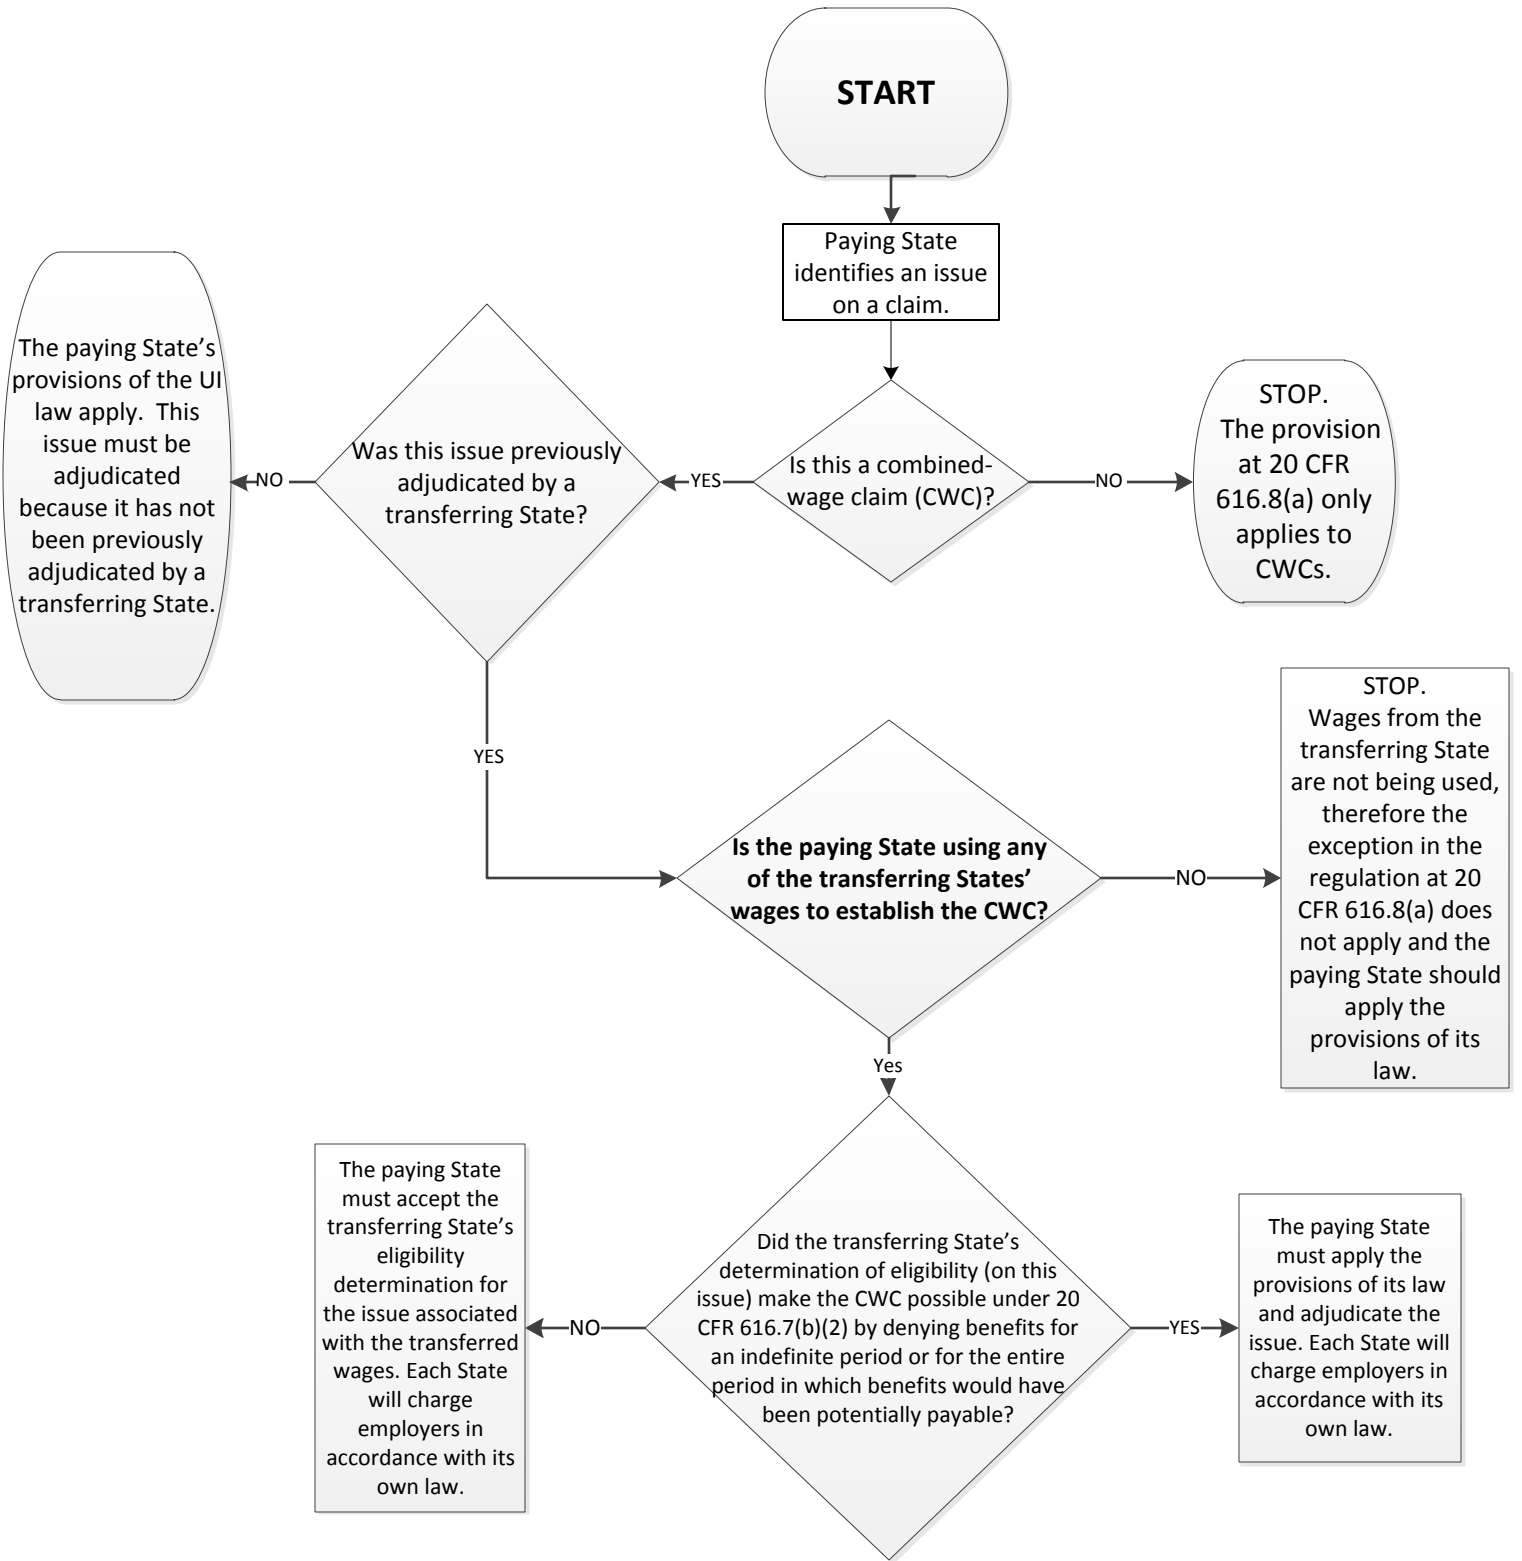 START
Paying State
identifies an issue
on a claim.
Is this a combined-
wage claim (CWC)?
NO
STOP.
The provision
at 20 CFR
616.8(a) only
applies to
CWCs.
YES
Was this issue previously
adjudicated by a
transferring State?
NO
The paying State’s
provisions of the UI
law apply. This
issue must be
adjudicated
because it has not
been previously
adjudicated by a
transferring State.
YES
Is the paying State using any
of the transferring States’
wages to establish the CWC?
NO
STOP.
Wages from the
transferring State
are not being used,
therefore the
exception in the
regulation at 20
CFR 616.8(a) does
not apply and the
paying State should
apply the
provisions of its
law.
Yes
Did the transferring State’s
determination of eligibility (on this
issue) make the CWC possible under 20
CFR 616.7(b)(2) by denying benefits for
an indefinite period or for the entire
period in which benefits would have
been potentially payable?
NO
The paying State
must accept the
transferring State’s
eligibility
determination for
the issue associated
with the transferred
wages. Each State
will charge
employers in
accordance with its
own law.
YES
The paying State
must apply the
provisions of its law
and adjudicate the
issue. Each State will
charge employers in
accordance with its
own law.